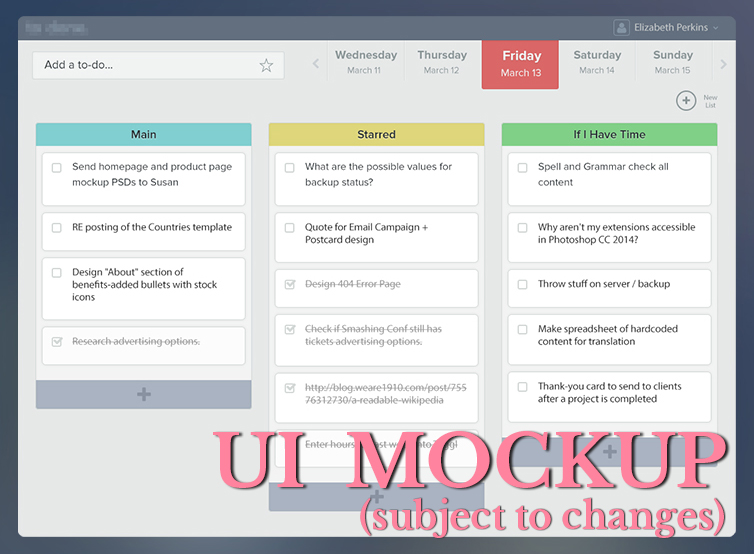 Elizabeth Perkins
Add a to-do...
Wednesday
March 11
Thursday
March 12
Friday
March 13
Saturday
March 14
Sunday
March 15
New
List
Main
Send homepage and product page
mockup PSDs to Susan
RE posting of the Countries template
Design "About" section of
benefits-added bullets with stock
icons
Research advertising options.
Starred
What are the possible values for
backup status?
Quote for Email Campaign +
Postcard design
Design 404 Error Page
Check if Smashing Conf still has
tickets advertising options.
http://blog.weare1910.com/post/755
76312730/a-readable-wikipedia
Enter hours
If I Have Time
Spell and Grammar check all
content
Why aren't my extensions accessible
in Photoshop CC 2014?
Throw stuff on server / backup
Make spreadsheet of hardcoded
content for translation
Thank-you card to send to clients
after a project is completed
UI MOCKUP
(subject to changes)